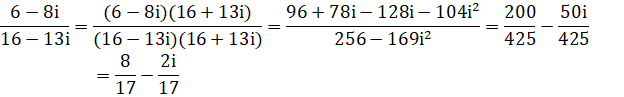 (6 − 8i)/(16 − 13i) = ((6 − 8i)(16 + 13i))/((16 − 13i)(16 + 13i)) = (96 + 78i − 128i − 104i²)/(256 − 169i²) = 200/425 − 50i/425
= 8/17 − 2i/17